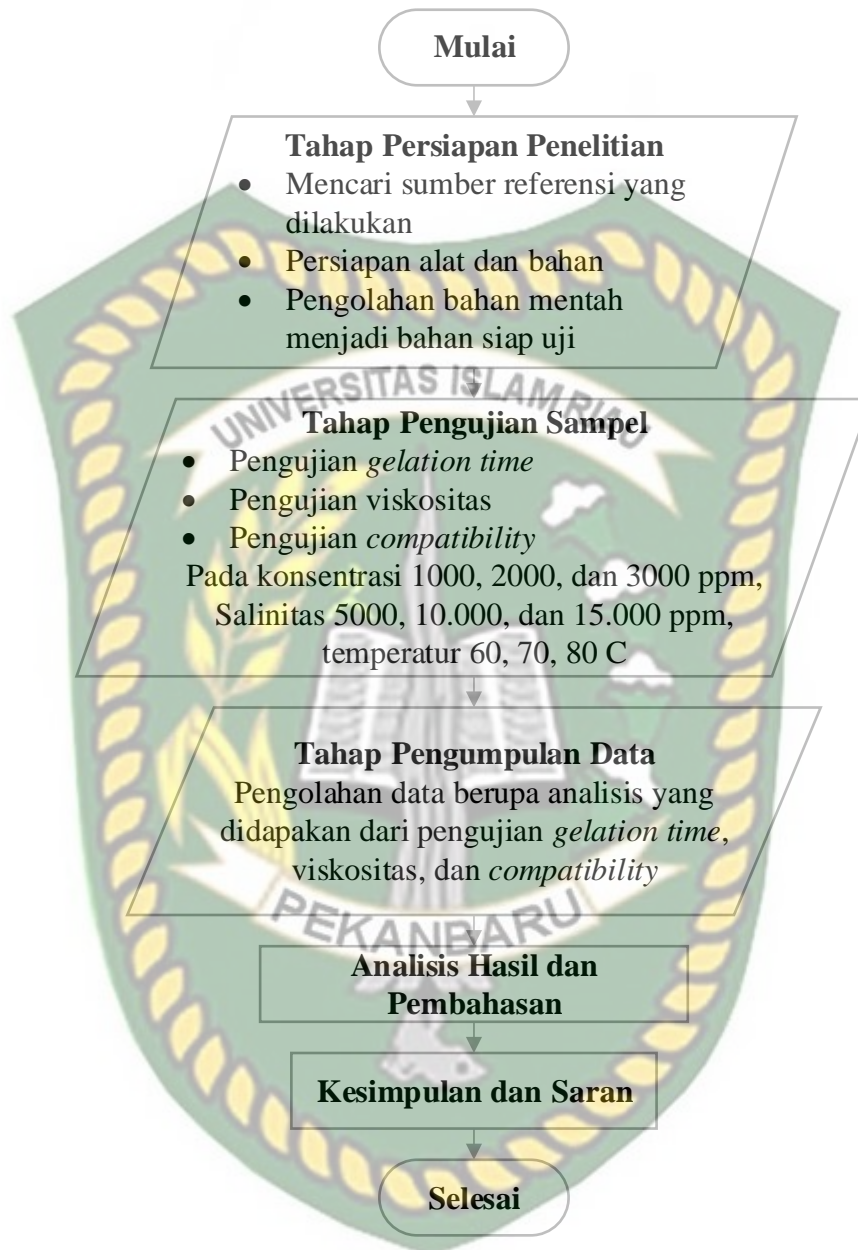 Mulai
Tahap Persiapan Penelitian
• Mencari sumber referensi yang
dilakukan
• Persiapan alat dan bahan
• Pengolahan bahan mentah
menjadi bahan siap uji
UNIVERSITAS ISLAM RIAU
Tahap Pengujian Sampel
• Pengujian gelation time
• Pengujian viskositas
• Pengujian compatibility
Pada konsentrasi 1000, 2000, dan 3000 ppm,
Salinitas 5000, 10.000, dan 15.000 ppm,
temperatur 60, 70, 80 C
Tahap Pengumpulan Data
Pengolahan data berupa analisis yang
didapakan dari pengujian gelation time,
viskositas, dan compatibility
PEKANBARU
Analisis Hasil dan
Pembahasan
Kesimpulan dan Saran
Selesai